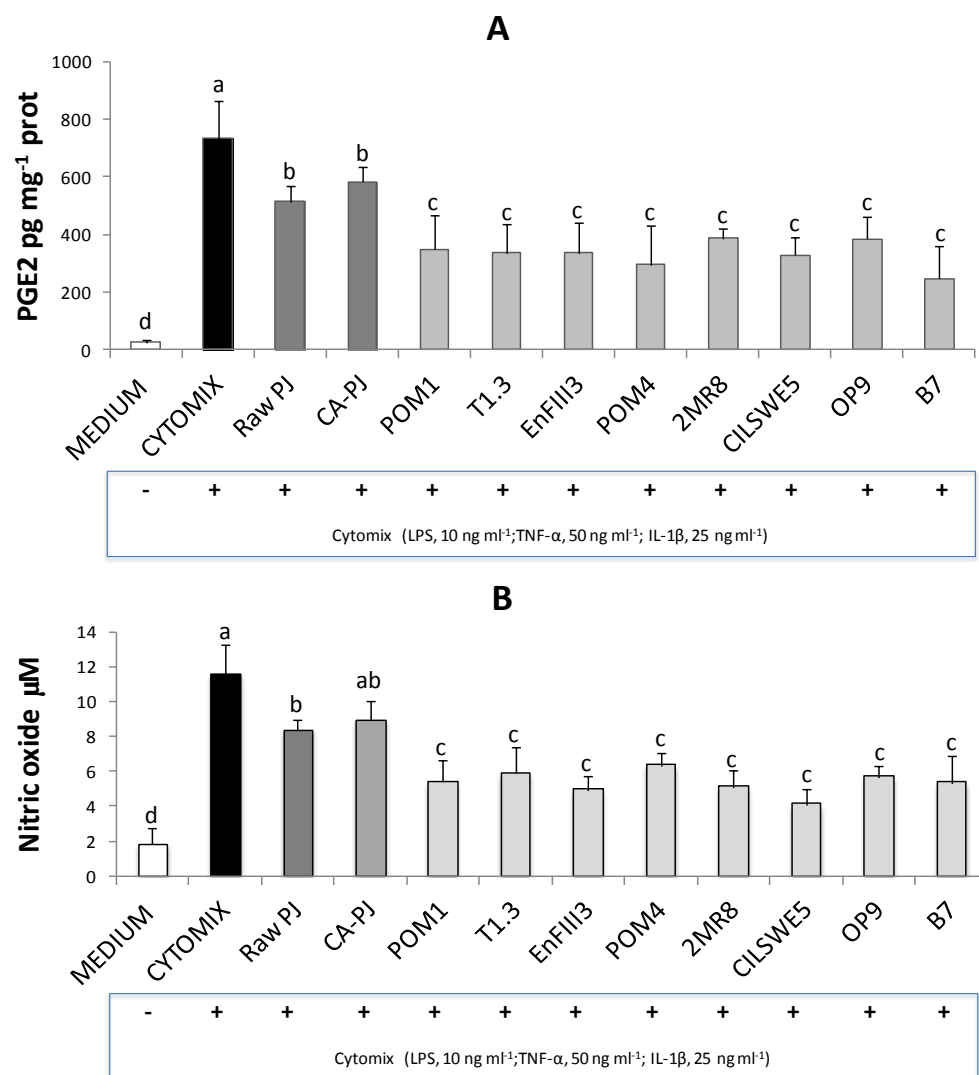 A
PGE2 pg mg-1 prot
1000
800
600
400
200
0
a
b
b
c
c
c
c
c
c
c
c
d
MEDIUM
CYTOMIX
Raw PJ
CA-PJ
POM1
T1.3
EnFIII3
POM4
2MR8
CILSWE5
OP9
B7
- + + + + + + + + + + +
Cytomix (LPS, 10 ng ml-1;TNF-α, 50 ng ml-1; IL-1β, 25 ng ml-1)
B
Nitric oxide µM
14
12
10
8
6
4
2
0
d
a
b
ab
c
c
c
c
c
c
c
c
MEDIUM
CYTOMIX
Raw PJ
CA-PJ
POM1
T1.3
EnFIII3
POM4
2MR8
CILSWE5
OP9
B7
- + + + + + + + + + + +
Cytomix (LPS, 10 ng ml-1;TNF-α, 50 ng ml-1; IL-1β, 25 ng ml-1)